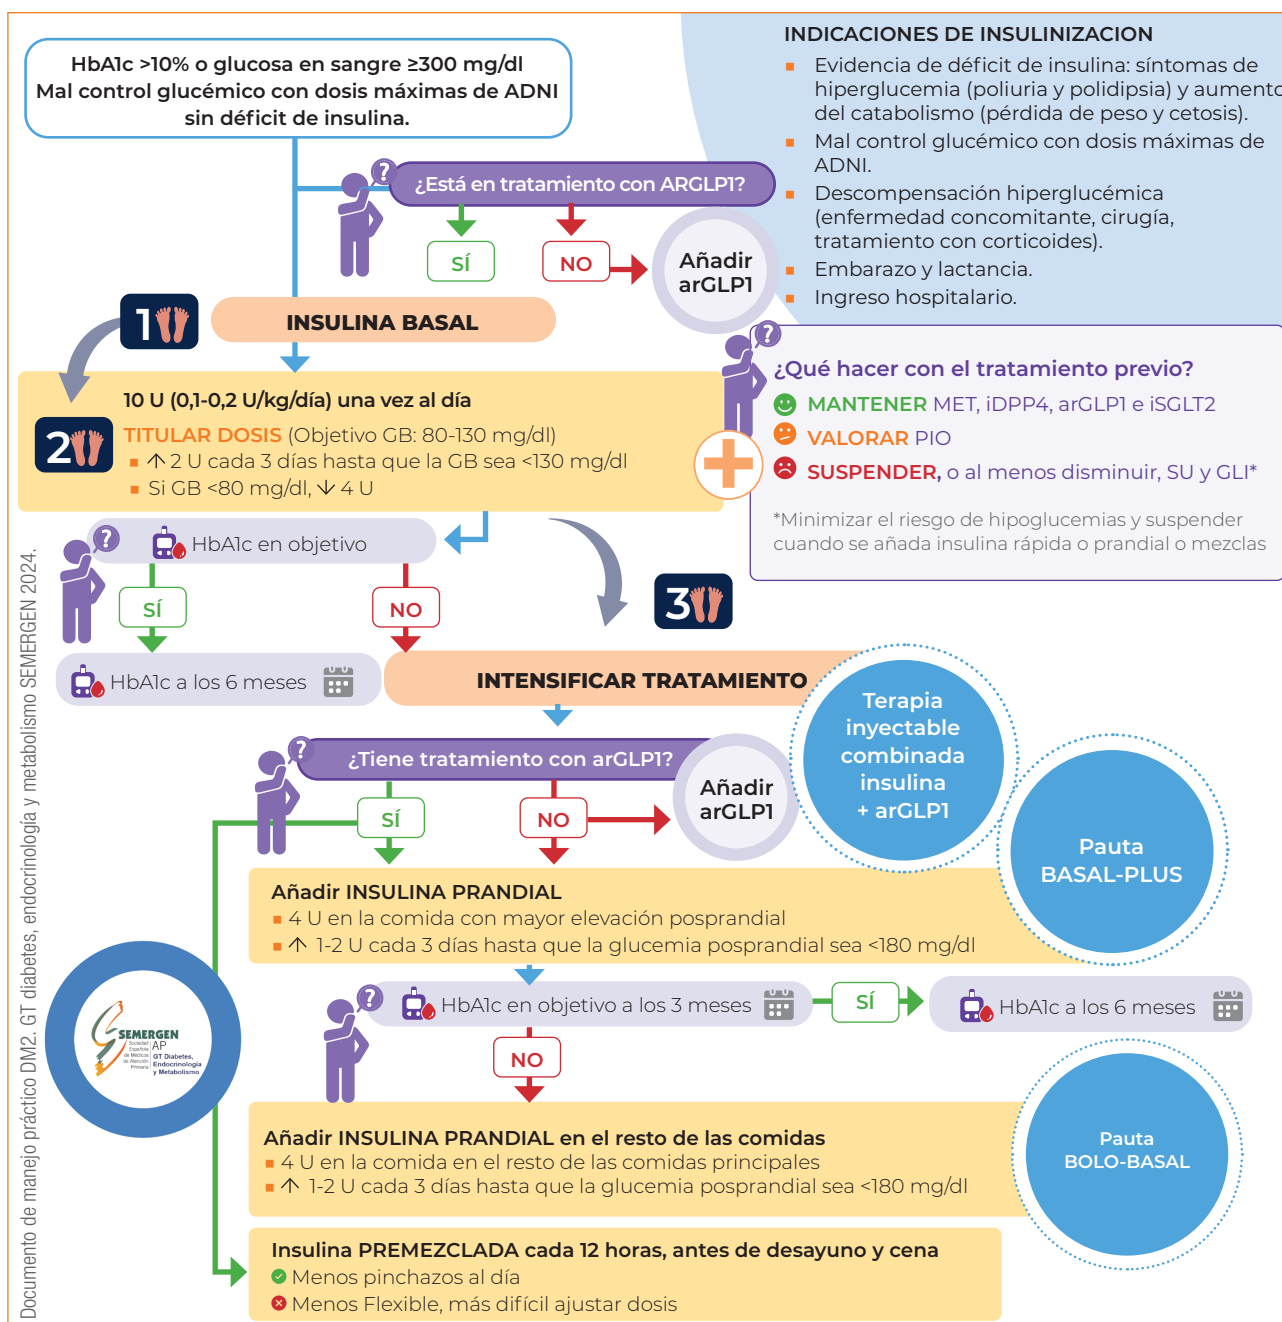 HbA1c >10% o glucosa en sangre ≥300 mg/dl
Mal control glucémico con dosis máximas de ADNI
sin déficit de insulina.
INDICACIONES DE INSULINIZACION
Evidencia de déficit de insulina: síntomas de
hiperglucemia (poliuria y polidipsia) y aumento
del catabolismo (pérdida de peso y cetosis).
Mal control glucémico con dosis máximas de
ADNI.
Descompensación hiperglucémica
(enfermedad concomitante, cirugía,
tratamiento con corticoides).
Embarazo y lactancia.
Ingreso hospitalario.
?
¿Está en tratamiento con ARGLP1?
SÍ
NO
Añadir
arGLP1
1
INSULINA BASAL
2
10 U (0,1-0,2 U/kg/día) una vez al día
TITULAR DOSIS (Objetivo GB: 80-130 mg/dl)
↑ 2 U cada 3 días hasta que la GB sea <130 mg/dl
Si GB <80 mg/dl, ↓ 4 U
?
¿Qué hacer con el tratamiento previo?
MANTENER MET, iDPP4, arGLP1 e iSGLT2
VALORAR PIO
SUSPENDER, o al menos disminuir, SU y GLI*
*Minimizar el riesgo de hipoglucemias y suspender
cuando se añada insulina rápida o prandial o mezclas
?
HbA1c en objetivo
SÍ
NO
3
HbA1c a los 6 meses
INTENSIFICAR TRATAMIENTO
Terapia
inyectable
combinada
insulina
+ arGLP1
?
¿Tiene tratamiento con arGLP1?
SÍ
NO
Añadir
arGLP1
Pauta
BASAL-PLUS
Añadir INSULINA PRANDIAL
4 U en la comida con mayor elevación posprandial
↑ 1-2 U cada 3 días hasta que la glucemia posprandial sea <180 mg/dl
?
HbA1c en objetivo a los 3 meses
SÍ
HbA1c a los 6 meses
NO
SEMERGEN
Sociedad
Española
de Médicos
de Atención
Primaria
AP
GT Diabetes,
Endocrinología
y Metabolismo
Añadir INSULINA PRANDIAL en el resto de las comidas
4 U en la comida en el resto de las comidas principales
↑ 1-2 U cada 3 días hasta que la glucemia posprandial sea <180 mg/dl
Pauta
BOLO-BASAL
Insulina PREMEZCLADA cada 12 horas, antes de desayuno y cena
Menos pinchazos al día
Menos Flexible, más difícil ajustar dosis
Documento de manejo práctico DM2. GT diabetes, endocrinología y metabolismo SEMERGEN 2024.